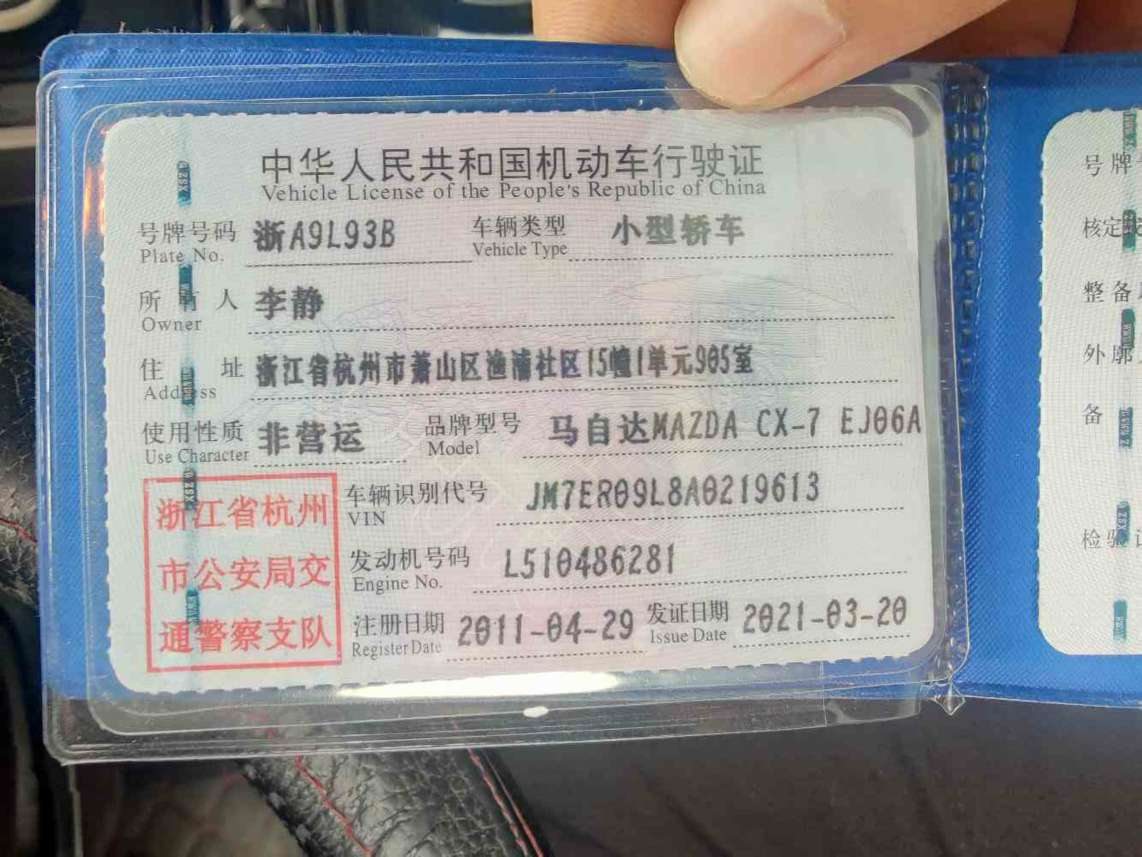 中华人民共和国机动车行驶证
Vehicle License of the People's Republic of China
号牌号码 浙A9L93B 车辆类型 小型轿车
Plate No. Vehicle Type
所有人 李静
Owner
住址 浙江省杭州市萧山区渔浦社区15幢1单元905室
Address
使用性质 非营运 品牌型号 马自达MAZDA CX-7 EJ06A
Use Character Model
浙江省杭州
市公安局交
通警察支队
车辆识别代号 JM7ER09L8A0219613
VIN
发动机号码 L510486281
Engine No.
注册日期 2011-04-29 发证日期 2021-03-20
Register Date Issue Date
号牌
核定
整备
外廓
备
检验